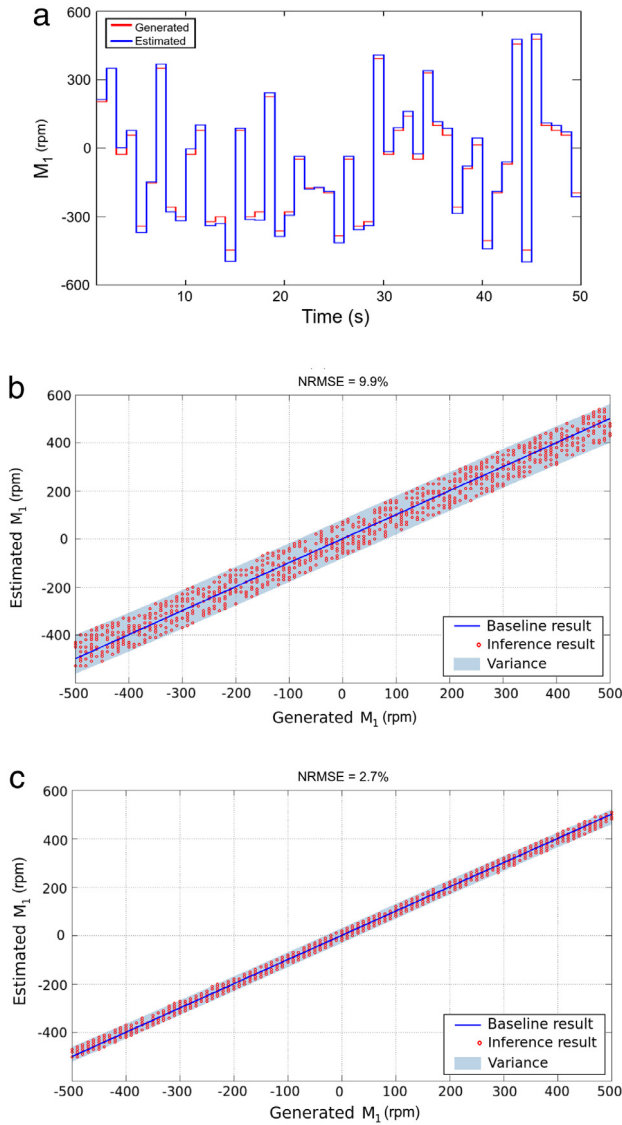 a
600
300
0
-300
-600
M1 (rpm)
Generated
Estimated
10
20
30
40
50
Time (s)
b
NRMSE = 9.9%
600
400
200
0
-200
-400
Estimated M1 (rpm)
Baseline result
Inference result
Variance
-500
-400
-300
-200
-100
0
100
200
300
400
500
Generated M1 (rpm)
c
NRMSE = 2.7%
600
400
200
0
-200
-400
Estimated M1 (rpm)
Baseline result
Inference result
Variance
-500
-400
-300
-200
-100
0
100
200
300
400
500
Generated M1 (rpm)